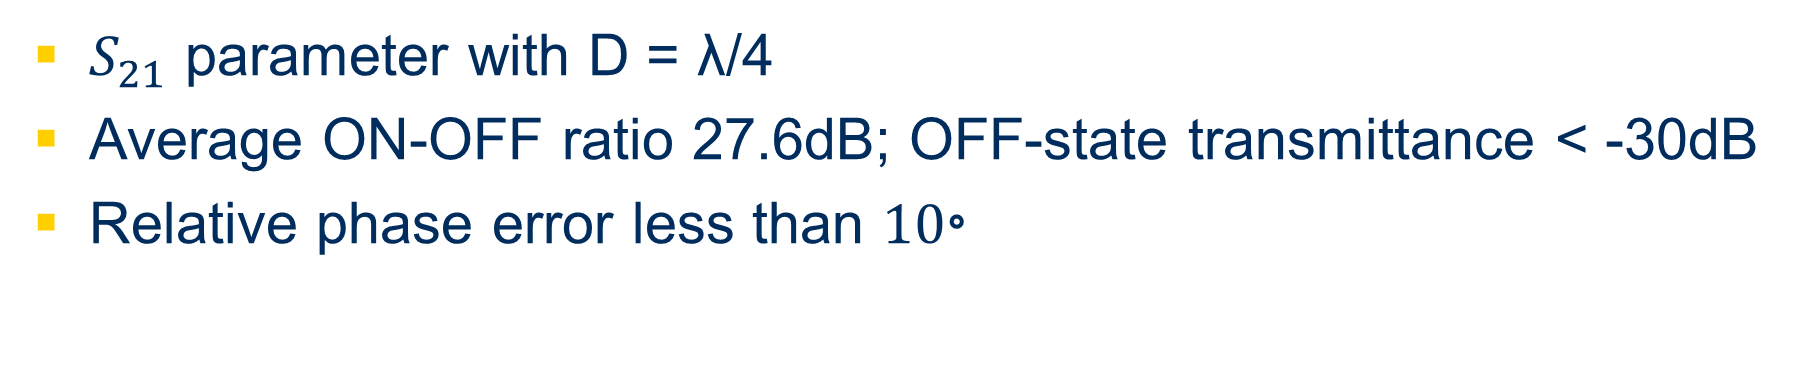 ▪ S₂₁ parameter with D = λ/4
▪ Average ON-OFF ratio 27.6dB; OFF-state transmittance < -30dB
▪ Relative phase error less than 10∘